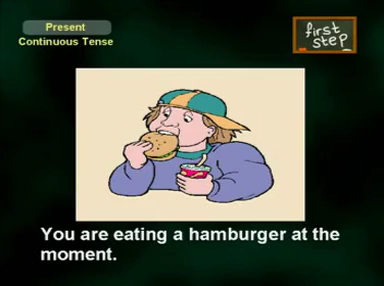 Present
Continuous Tense
first
step
You are eating a hamburger at the
moment.